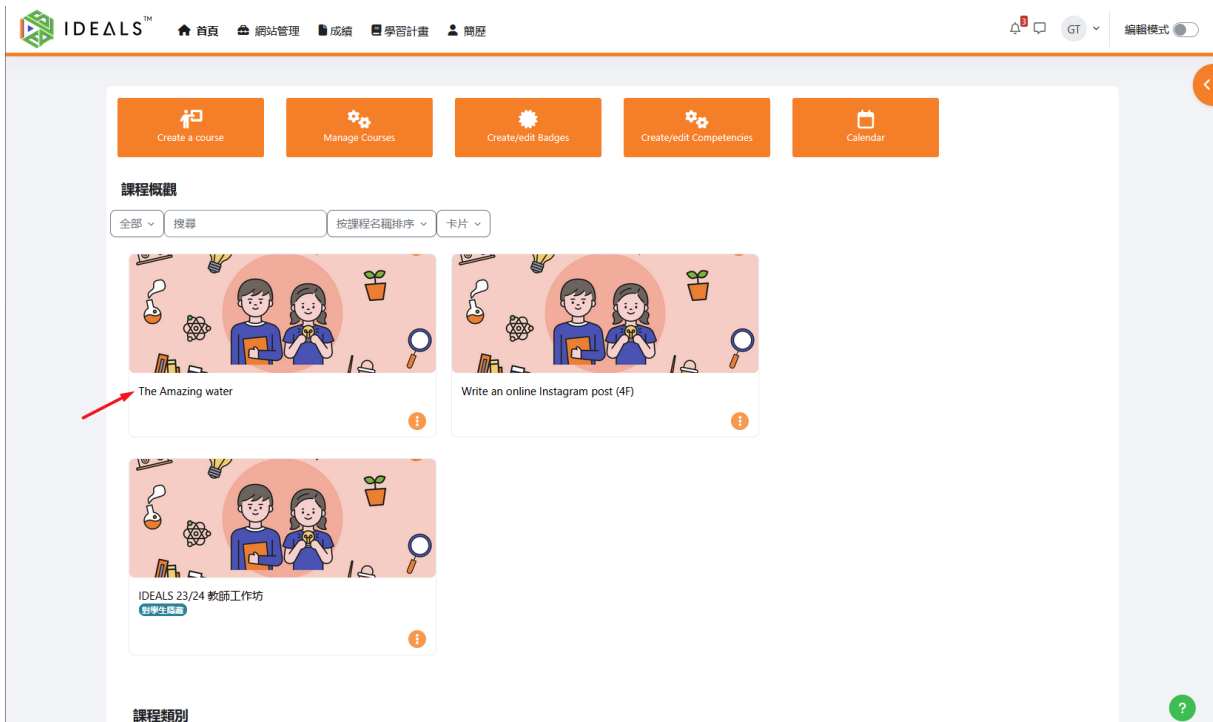 IDEALS™
首頁 網站管理 成績 學習計畫 簡歷
3 GT 編輯模式
Create a course
Manage Courses
Create/edit Badges
Create/edit Competencies
Calendar
課程概觀
全部 搜尋 按課程名稱排序 卡片
The Amazing water
Write an online Instagram post (4F)
IDEALS 23/24 教師工作坊
對學生隱藏
課程類別
?